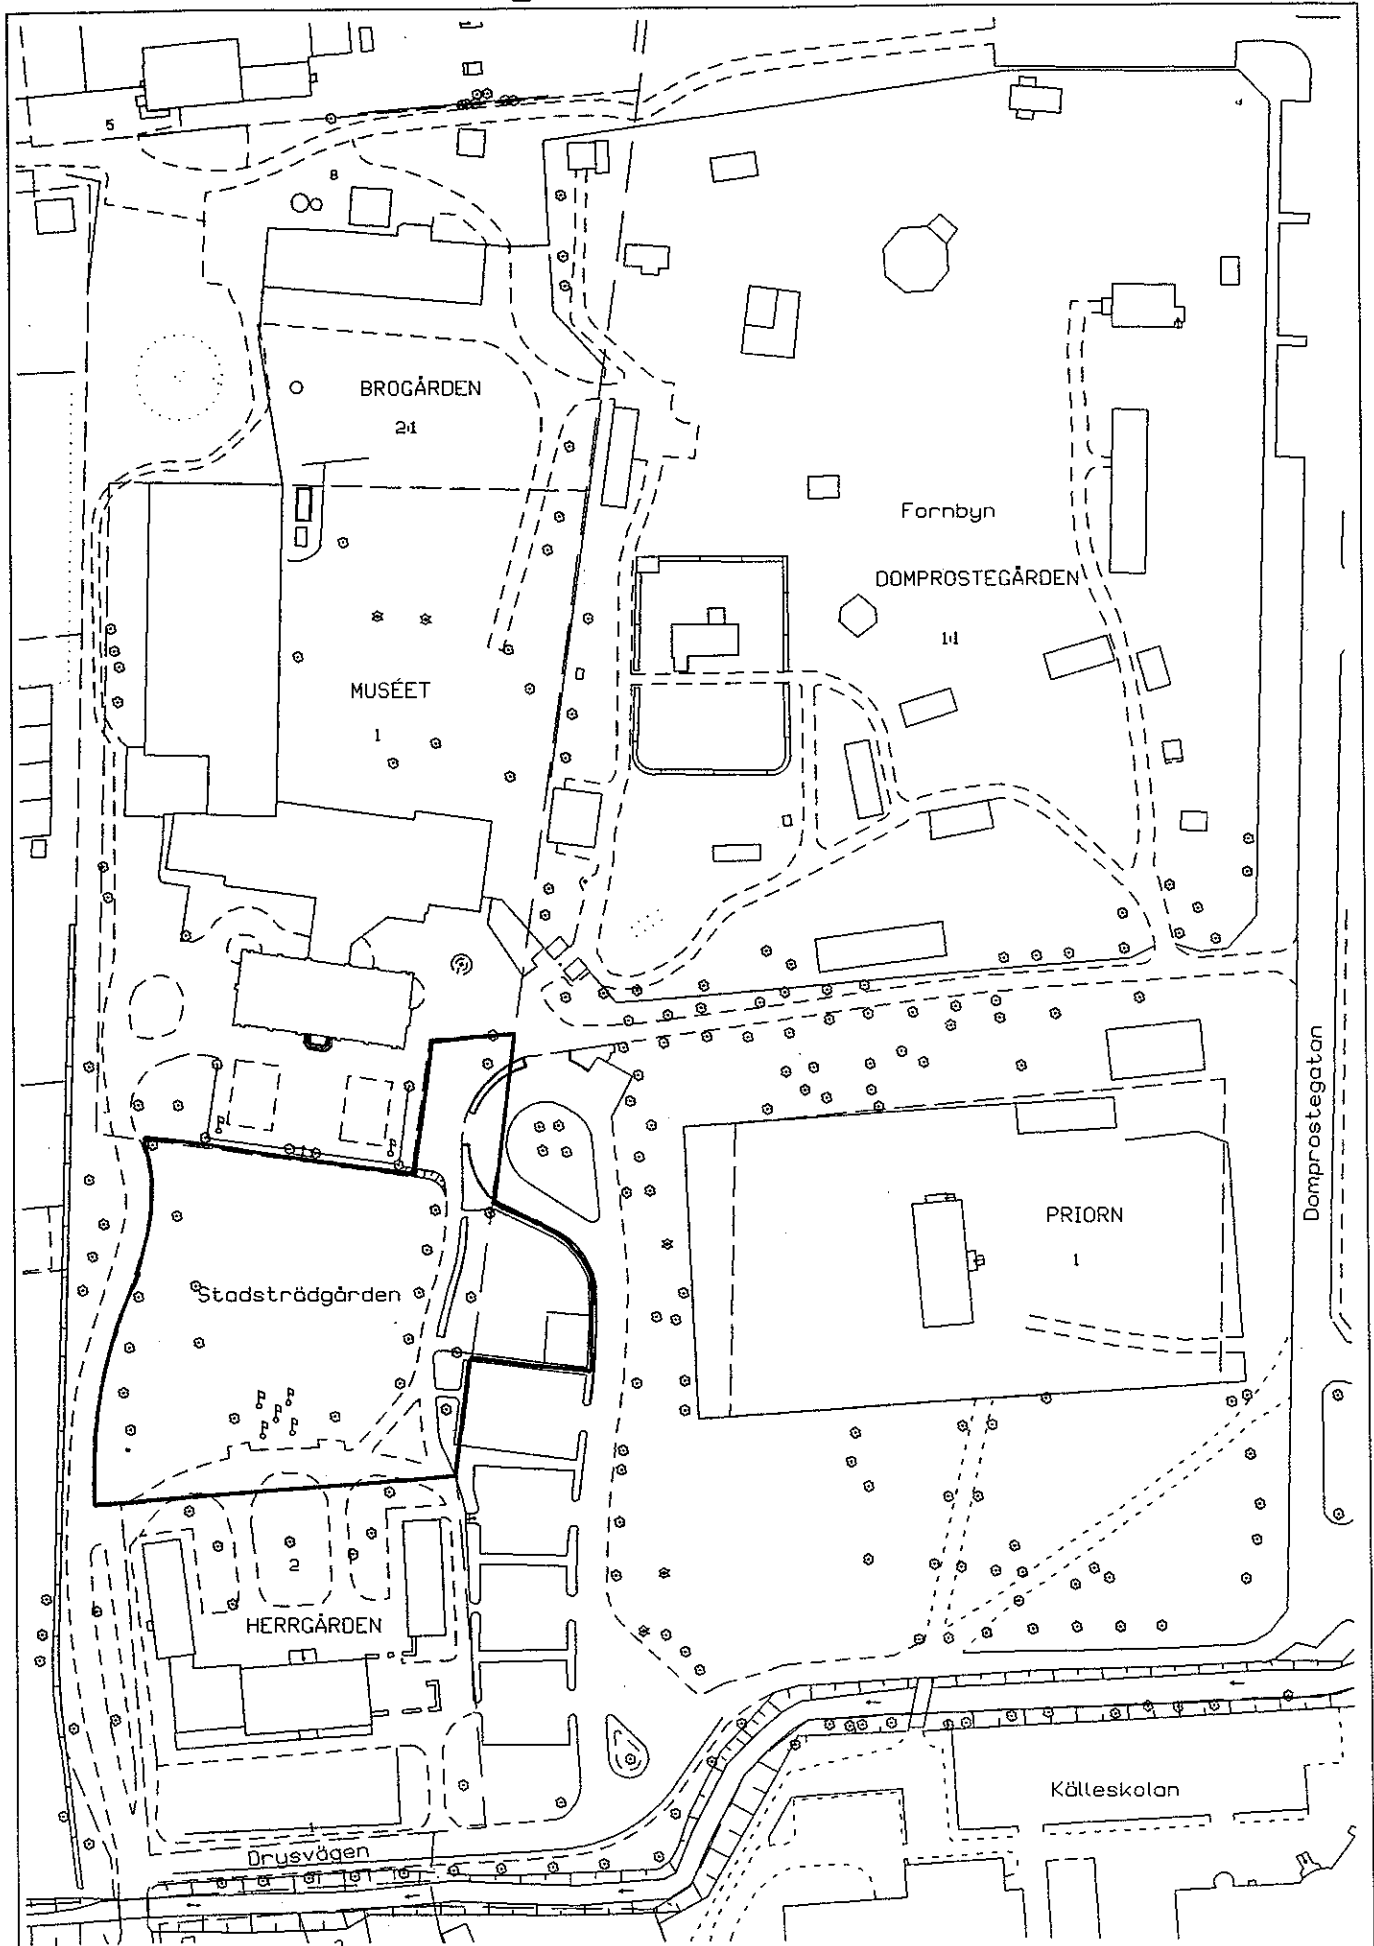 5
8
BROGÅRDEN
2:1
Fornbyn
DOMPROSTEGÅRDEN
1:1
MUSÉET
1
Domprostegatan
PRIORN
1
Stadsträdgården
2
HERRGÅRDEN
Källeskolan
Drusvägen